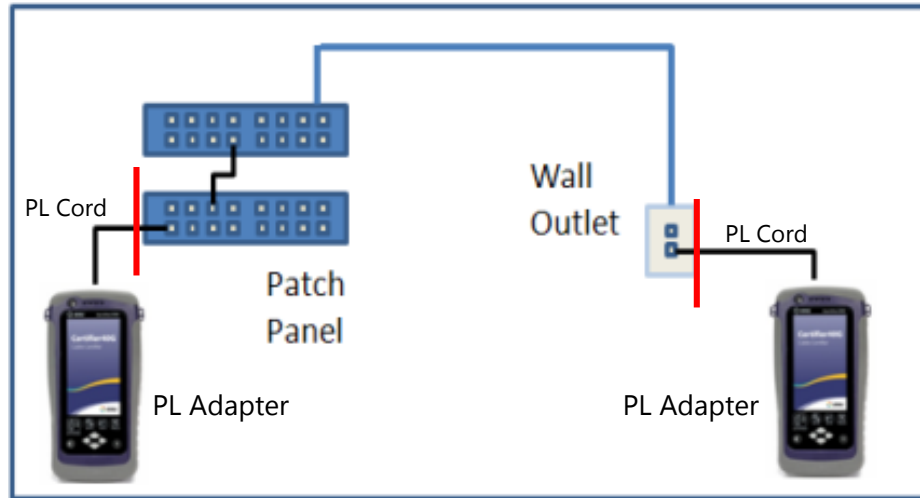 Wall
Outlet
PL Cord
PL Cord
Patch
Panel
PL Adapter
PL Adapter